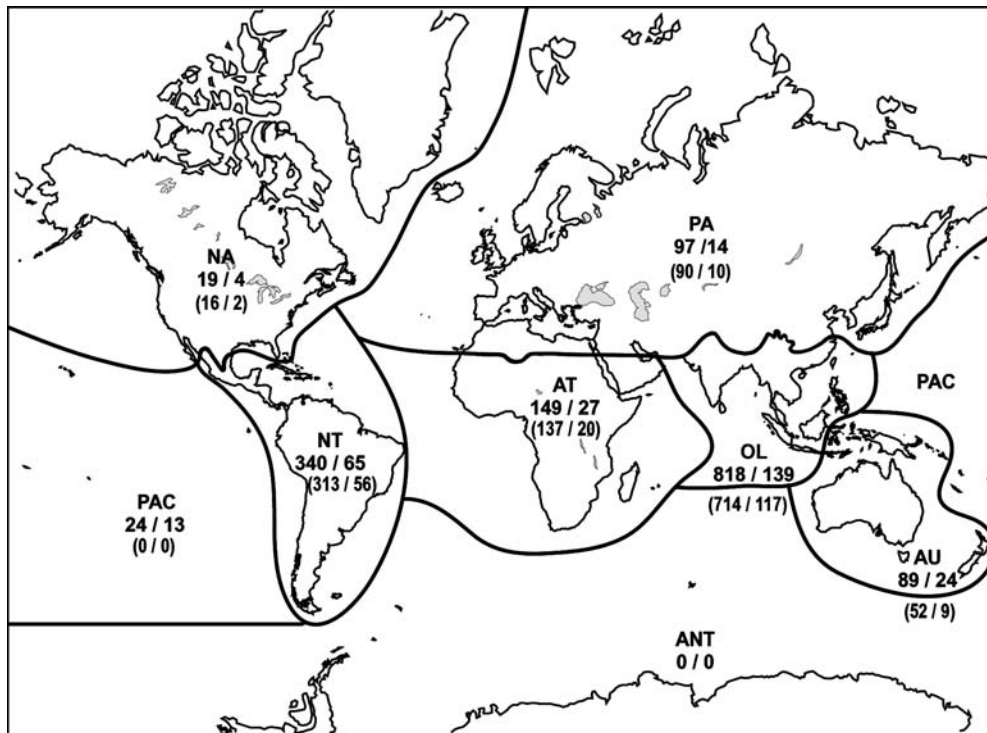 NA
19 / 4
(16 / 2)
PA
97 /14
(90 / 10)
AT
149 / 27
(137 / 20)
PAC
NT
340 / 65
(313 / 56)
OL
818 / 139
(714 / 117)
PAC
24 / 13
(0 / 0)
AU
89 / 24
(52 / 9)
ANT
0 / 0